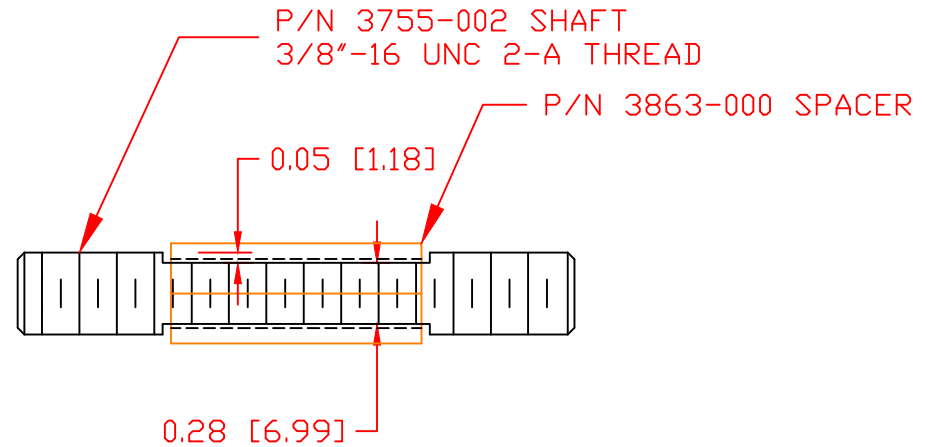 P/N 3755-002 SHAFT
3/8"-16 UNC 2-A THREAD
P/N 3863-000 SPACER
0.05 [1.18]
0.28 [6.99]